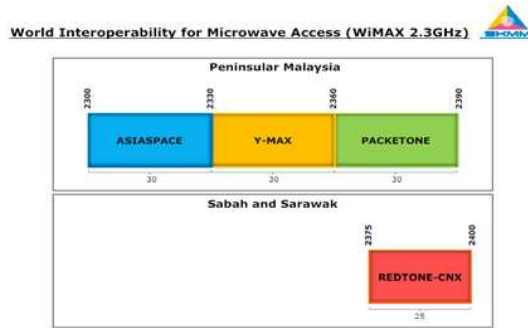 World Interoperability for Microwave Access (WiMAX 2.3GHz)
SKMM
Peninsular Malaysia
2300
2330
2360
2390
ASIASPACE
Y-MAX
PACKETONE
30
30
30
Sabah and Sarawak
2375
2400
REDTONE-CNX
25